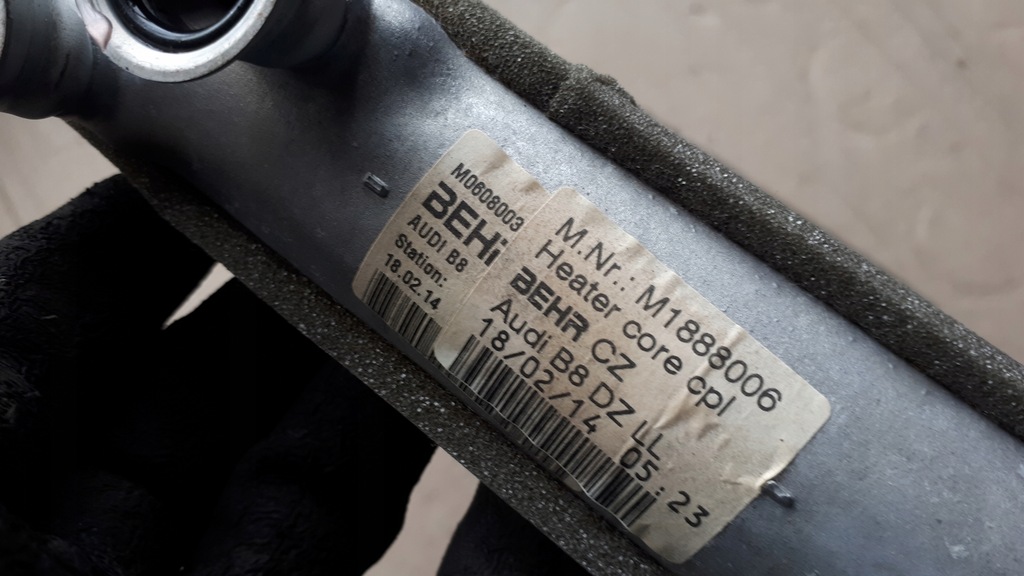 M0608003
BEH
AUDI B8
Station:
18.02.14
M.Nr.: M1888006
Heater core cpl
BEHR CZ
Audi B8 DZ LL
18/02/14 05:23